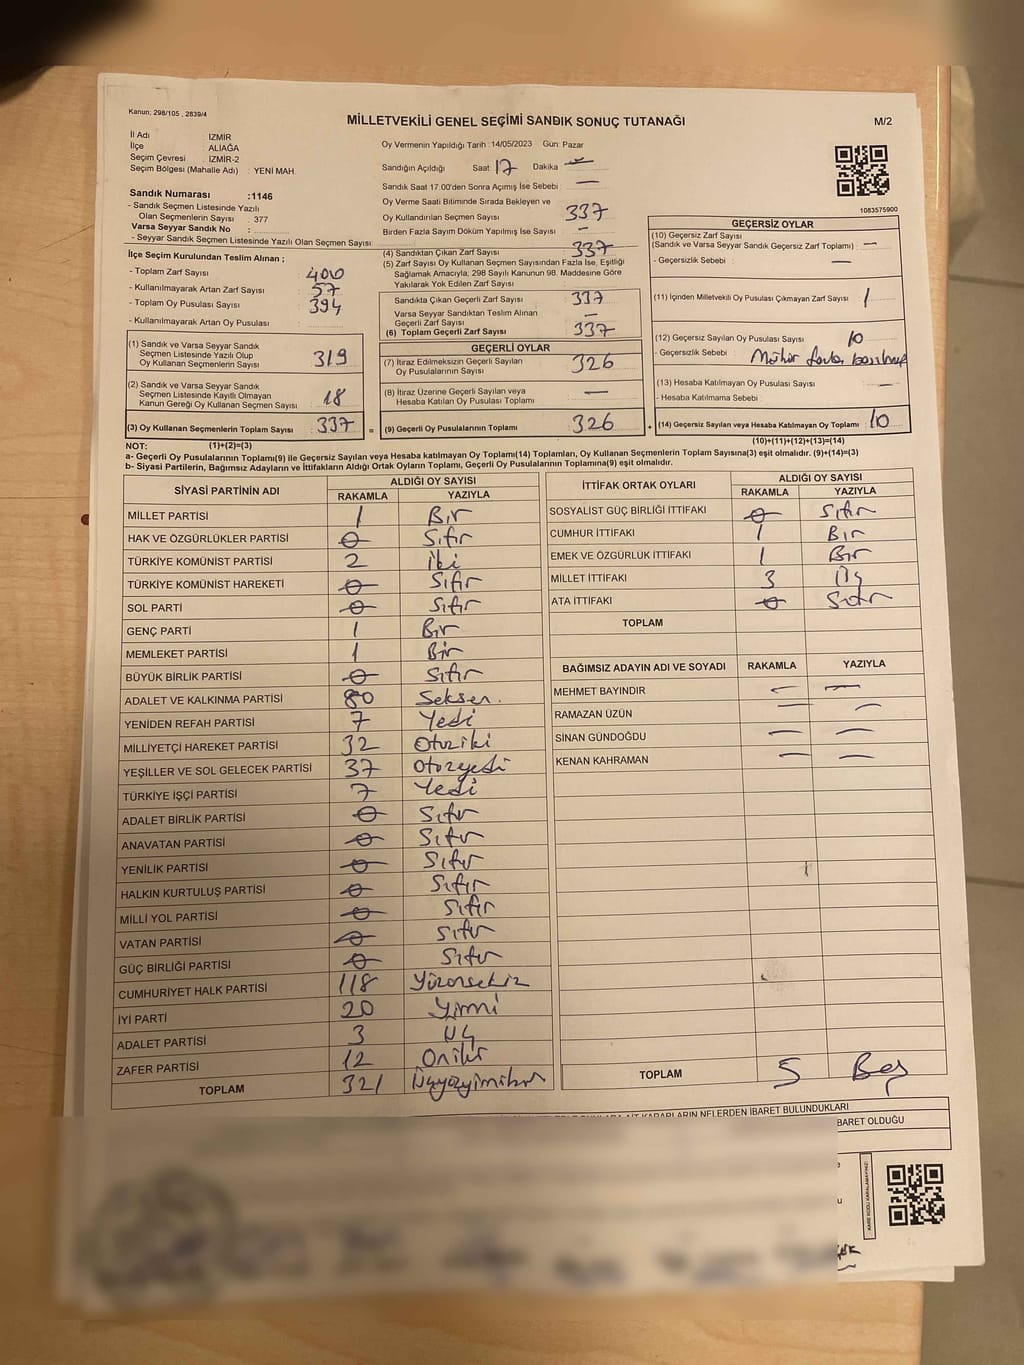 Kanun: 298/105 , 2839/4
MİLLETVEKİLİ GENEL SEÇİMİ SANDIK SONUÇ TUTANAĞI
M/2
İl Adı : İZMİR
İlçe : ALİAĞA
Seçim Çevresi : İZMİR-2
Seçim Bölgesi (Mahalle Adı) : YENİ MAH.
Sandık Numarası :1146
- Sandık Seçmen Listesinde Yazılı
Olan Seçmenlerin Sayısı : 377
Varsa Seyyar Sandık No :
- Seyyar Sandık Seçmen Listesinde Yazılı Olan Seçmen Sayısı:
İlçe Seçim Kurulundan Teslim Alınan ;
- Toplam Zarf Sayısı : 400
- Kullanılmayarak Artan Zarf Sayısı : 57
- Toplam Oy Pusulası Sayısı : 394
- Kullanılmayarak Artan Oy Pusulası :
(1) Sandık ve Varsa Seyyar Sandık
Seçmen Listesinde Yazılı Olup
Oy Kullanan Seçmenlerin Sayısı : 319
(2) Sandık ve Varsa Seyyar Sandık
Seçmen Listesinde Kayıtlı Olmayan
Kanun Gereği Oy Kullanan Seçmen Sayısı : 18
(3) Oy Kullanan Seçmenlerin Toplam Sayısı : 337
(1)+(2)=(3)
Oy Vermenin Yapıldığı Tarih : 14/05/2023 Gün: Pazar
Sandığın Açıldığı Saat : 17 Dakika : —
Sandık Saat 17.00'den Sonra Açımış İse Sebebi : —
Oy Verme Saati Bitiminde Sırada Bekleyen ve
Oy Kullandırılan Seçmen Sayısı : 337
Birden Fazla Sayım Döküm Yapılmış İse Sayısı : —
(4) Sandıktan Çıkan Zarf Sayısı : 337
(5) Zarf Sayısı Oy Kullanan Seçmen Sayısından Fazla İse, Eşitliği
Sağlamak Amacıyla; 298 Sayılı Kanunun 98. Maddesine Göre
Yakılarak Yok Edilen Zarf Sayısı :
Sandıkta Çıkan Geçerli Zarf Sayısı : 337
Varsa Seyyar Sandıktan Teslim Alınan
Geçerli Zarf Sayısı : —
(6) Toplam Geçerli Zarf Sayısı : 337
GEÇERLİ OYLAR
(7) İtiraz Edilmeksizin Geçerli Sayılan
Oy Pusulalarının Sayısı : 326
(8) İtiraz Üzerine Geçerli Sayılan veya
Hesaba Katılan Oy Pusulası Toplamı : —
= (9) Geçerli Oy Pusulalarının Toplamı : 326
1083575900
GEÇERSİZ OYLAR
(10) Geçersiz Zarf Sayısı
(Sandık ve Varsa Seyyar Sandık Geçersiz Zarf Toplamı) : —
- Geçersizlik Sebebi : —
(11) İçinden Milletvekili Oy Pusulası Çıkmayan Zarf Sayısı : 1
(12) Geçersiz Sayılan Oy Pusulası Sayısı : 10
- Geçersizlik Sebebi : Mühür fazla
(13) Hesaba Katılmayan Oy Pusulası Sayısı : —
- Hesaba Katılmama Sebebi :
+ (14) Geçersiz Sayılan veya Hesaba Katılmayan Oy Toplamı : 10
(10)+(11)+(12)+(13)=(14)
NOT:
a- Geçerli Oy Pusulalarının Toplamı(9) ile Geçersiz Sayılan veya Hesaba katılmayan Oy Toplamı(14) Toplamları, Oy Kullanan Seçmenlerin Toplam Sayısına(3) eşit olmalıdır. (9)+(14)=(3)
b- Siyasi Partilerin, Bağımsız Adayların ve İttifakların Aldığı Ortak Oyların Toplamı, Geçerli Oy Pusulalarının Toplamına(9) eşit olmalıdır.
SİYASİ PARTİNİN ADI ALDIĞI OY SAYISI
RAKAMLA YAZIYLA
MİLLET PARTİSİ 1 Bir
HAK VE ÖZGÜRLÜKLER PARTİSİ 0 Sıfır
TÜRKİYE KOMÜNİST PARTİSİ 2 İki
TÜRKİYE KOMÜNİST HAREKETİ 0 Sıfır
SOL PARTİ 0 Sıfır
GENÇ PARTİ 1 Bir
MEMLEKET PARTİSİ 1 Bir
BÜYÜK BİRLİK PARTİSİ 0 Sıfır
ADALET VE KALKINMA PARTİSİ 80 Seksen.
YENİDEN REFAH PARTİSİ 7 Yedi
MİLLİYETÇİ HAREKET PARTİSİ 32 Otuziki
YEŞİLLER VE SOL GELECEK PARTİSİ 37 Otuzyedi
TÜRKİYE İŞÇİ PARTİSİ 7 Yedi
ADALET BİRLİK PARTİSİ 0 Sıfır
ANAVATAN PARTİSİ 0 Sıfır
YENİLİK PARTİSİ 0 Sıfır
HALKIN KURTULUŞ PARTİSİ 0 Sıfır
MİLLİ YOL PARTİSİ 0 Sıfır
VATAN PARTİSİ 0 Sıfır
GÜÇ BİRLİĞİ PARTİSİ 0 Sıfır
CUMHURİYET HALK PARTİSİ 118 Yüzonsekiz
İYİ PARTİ 20 Yirmi
ADALET PARTİSİ 3 Üç
ZAFER PARTİSİ 12 Oniki
TOPLAM 321 Üçyüzyirmibir
İTTİFAK ORTAK OYLARI ALDIĞI OY SAYISI
RAKAMLA YAZIYLA
SOSYALİST GÜÇ BİRLİĞİ İTTİFAKI 0 Sıfır
CUMHUR İTTİFAKI 1 Bir
EMEK VE ÖZGÜRLÜK İTTİFAKI 1 Bir
MİLLET İTTİFAKI 3 Üç
ATA İTTİFAKI 0 Sıfır
TOPLAM
BAĞIMSIZ ADAYIN ADI VE SOYADI RAKAMLA YAZIYLA
MEHMET BAYINDIR — —
RAMAZAN ÜZÜN — —
SİNAN GÜNDOĞDU — —
KENAN KAHRAMAN — —
TOPLAM 5 Beş
KARARLARIN NELERDEN İBARET BULUNDUKLARI
BARET OLDUĞU